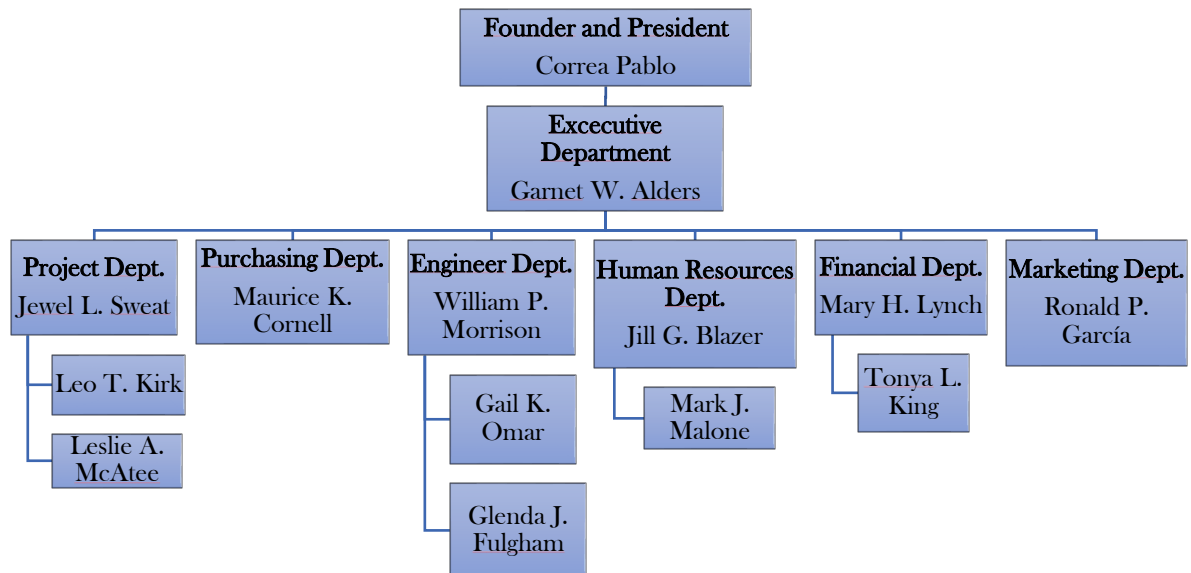 Founder and President
Correa Pablo
Excecutive
Department
Garnet W. Alders
Project Dept.
Jewel L. Sweat
Purchasing Dept.
Maurice K.
Cornell
Engineer Dept.
William P.
Morrison
Human Resources
Dept.
Jill G. Blazer
Financial Dept.
Mary H. Lynch
Marketing Dept.
Ronald P.
García
Leo T. Kirk
Leslie A.
McAtee
Gail K.
Omar
Glenda J.
Fulgham
Mark J.
Malone
Tonya L.
King